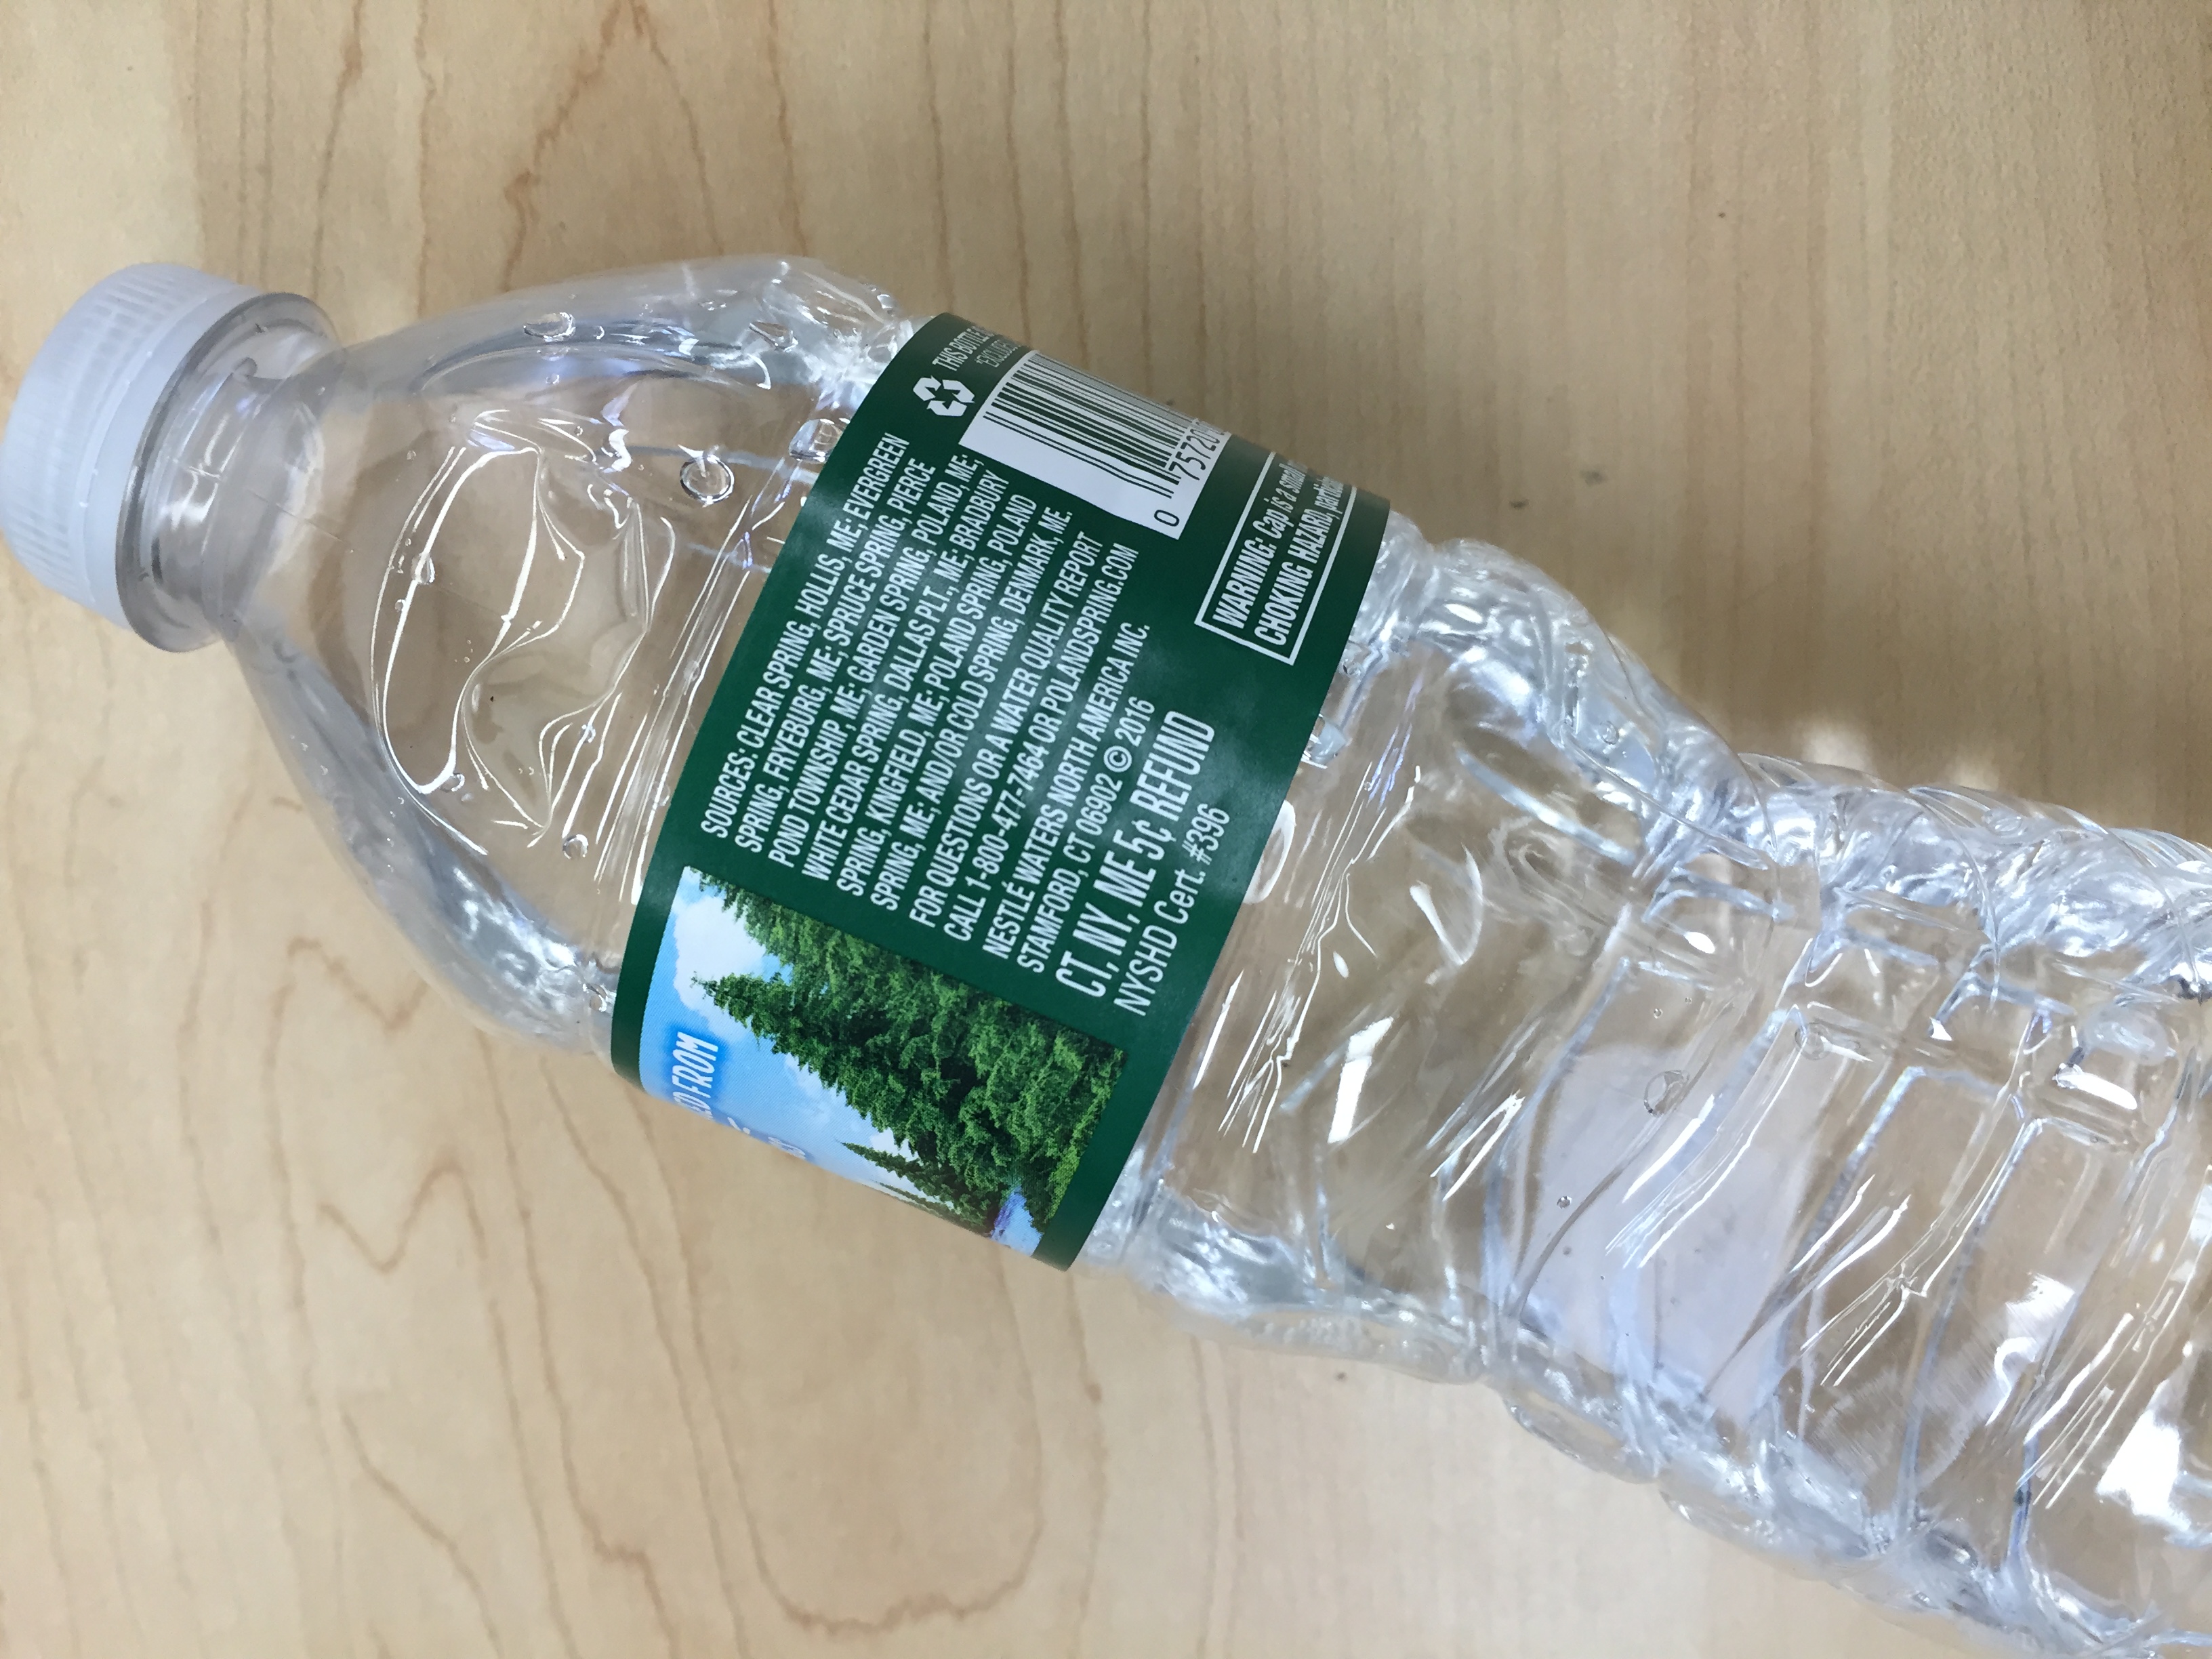 ED FROM
SOURCES: CLEAR SPRING, HOLLIS, ME; EVERGREEN
SPRING, FRYEBURG, ME; SPRUCE SPRING, PIERCE
POND TOWNSHIP, ME; GARDEN SPRING, POLAND, ME;
WHITE CEDAR SPRING, DALLAS PLT., ME; BRADBURY
SPRING, KINGFIELD, ME; POLAND SPRING, POLAND
SPRING, ME; AND/OR COLD SPRING, DENMARK, ME.
FOR QUESTIONS OR A WATER QUALITY REPORT
CALL 1-800-477-7464 OR POLANDSPRING.COM
NESTLÉ WATERS NORTH AMERICA INC.
STAMFORD, CT 06902 © 2016
CT, NY, ME 5¢ REFUND
NYSHD Cert. #396
THIS BOTTLE
0 75720
WARNING: Cap is a small
CHOKING HAZARD,